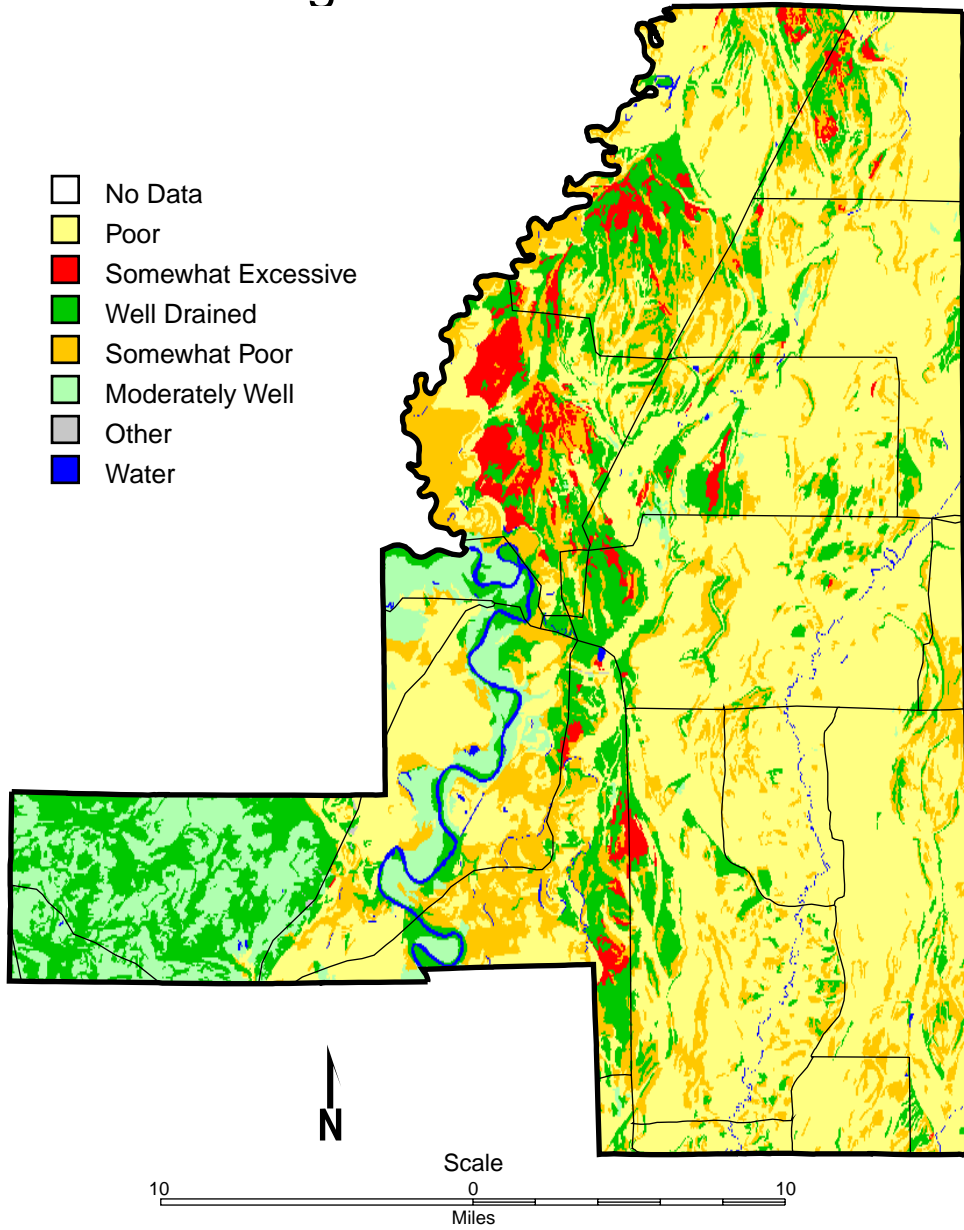 No Data
Poor
Somewhat Excessive
Well Drained
Somewhat Poor
Moderately Well
Other
Water
N
Scale
10 0 10
Miles